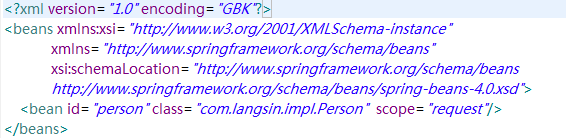 <?xml version="1.0" encoding="GBK"?>
<beans xmlns:xsi="http://www.w3.org/2001/XMLSchema-instance"
xmlns="http://www.springframework.org/schema/beans"
xsi:schemaLocation="http://www.springframework.org/schema/beans
http://www.springframework.org/schema/beans/spring-beans-4.0.xsd">
<bean id="person" class="com.langsin.impl.Person" scope="request"/>
</beans>